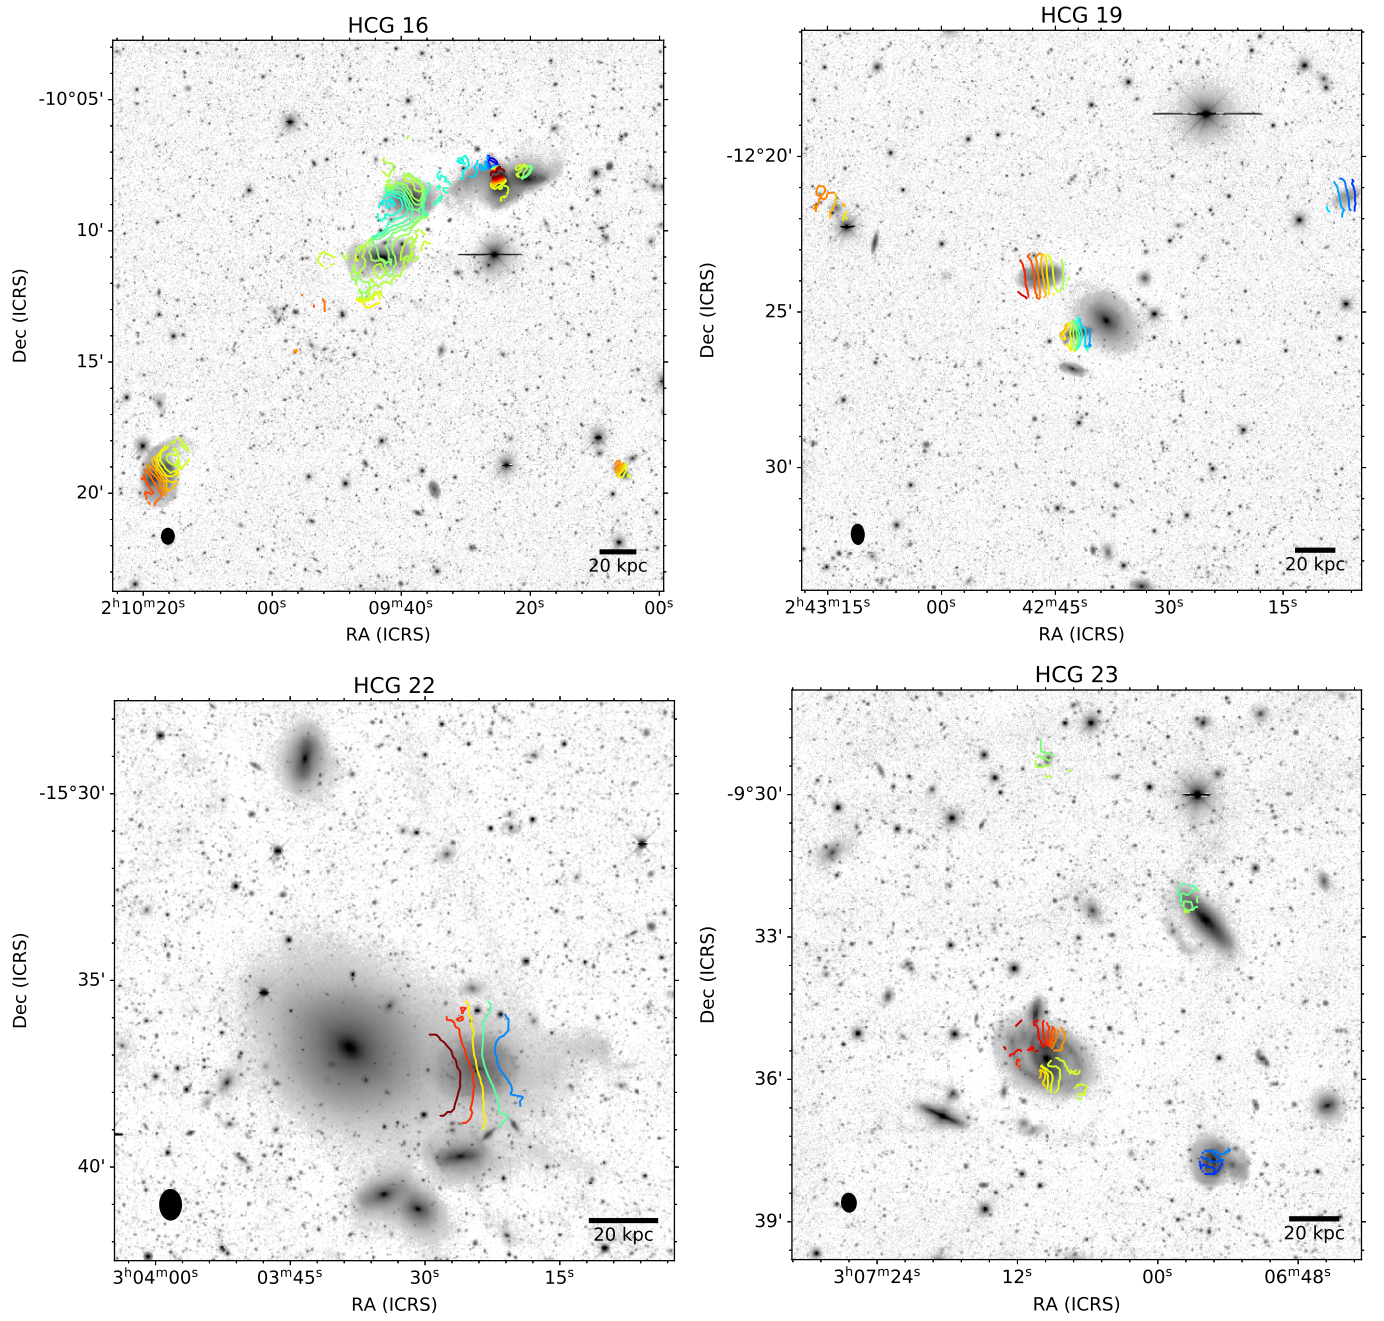 HCG 16
-10°05'
10'
15'
20'
Dec (ICRS)
20 kpc
2ʰ10ᵐ20ˢ 00ˢ 09ᵐ40ˢ 20ˢ 00ˢ
RA (ICRS)
HCG 19
-12°20'
25'
30'
Dec (ICRS)
20 kpc
2ʰ43ᵐ15ˢ 00ˢ 42ᵐ45ˢ 30ˢ 15ˢ
RA (ICRS)
HCG 22
-15°30'
35'
40'
Dec (ICRS)
20 kpc
3ʰ04ᵐ00ˢ 03ᵐ45ˢ 30ˢ 15ˢ
RA (ICRS)
HCG 23
-9°30'
33'
36'
39'
Dec (ICRS)
20 kpc
3ʰ07ᵐ24ˢ 12ˢ 00ˢ 06ᵐ48ˢ
RA (ICRS)